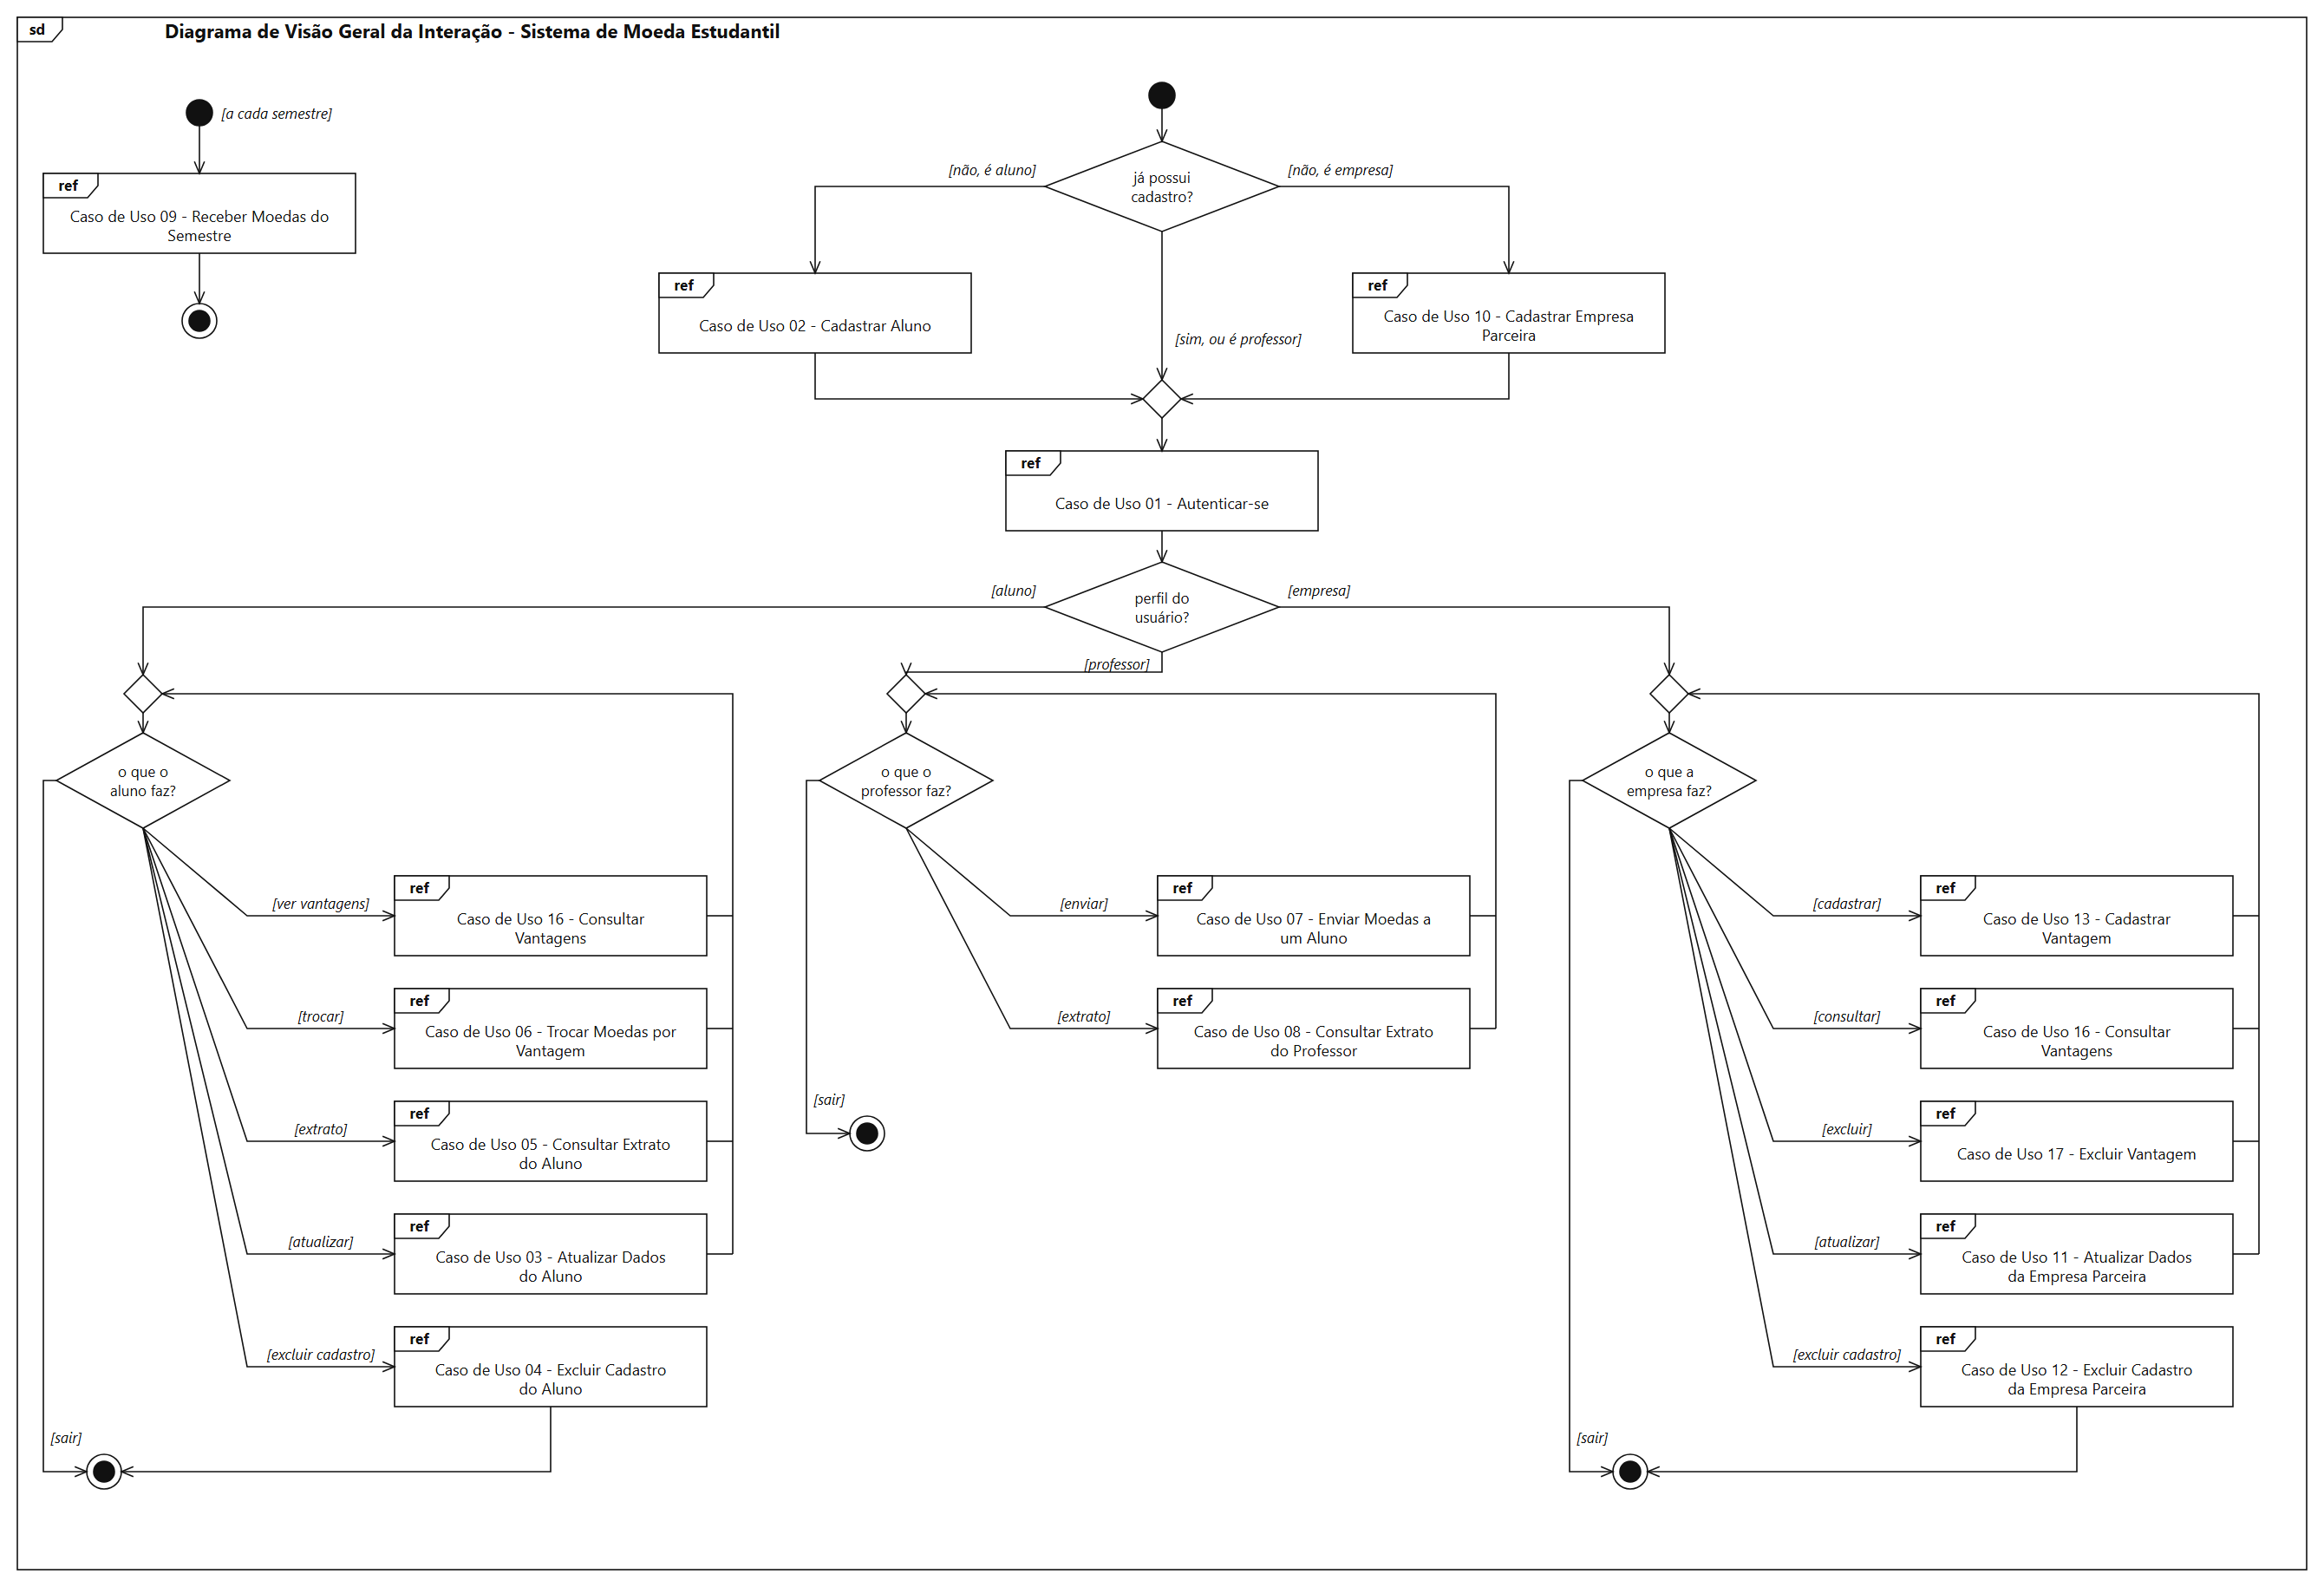 sd
Diagrama de Visão Geral da Interação - Sistema de Moeda Estudantil
[a cada semestre]
ref
Caso de Uso 09 - Receber Moedas do
Semestre
já possui
cadastro?
[não, é aluno]
[não, é empresa]
ref
Caso de Uso 02 - Cadastrar Aluno
[sim, ou é professor]
ref
Caso de Uso 10 - Cadastrar Empresa
Parceira
ref
Caso de Uso 01 - Autenticar-se
perfil do
usuário?
[aluno]
[empresa]
[professor]
o que o
aluno faz?
[ver vantagens]
ref
Caso de Uso 16 - Consultar
Vantagens
[trocar]
ref
Caso de Uso 06 - Trocar Moedas por
Vantagem
[extrato]
ref
Caso de Uso 05 - Consultar Extrato
do Aluno
[atualizar]
ref
Caso de Uso 03 - Atualizar Dados
do Aluno
[excluir cadastro]
ref
Caso de Uso 04 - Excluir Cadastro
do Aluno
[sair]
o que o
professor faz?
[enviar]
ref
Caso de Uso 07 - Enviar Moedas a
um Aluno
[extrato]
ref
Caso de Uso 08 - Consultar Extrato
do Professor
[sair]
o que a
empresa faz?
[cadastrar]
ref
Caso de Uso 13 - Cadastrar
Vantagem
[consultar]
ref
Caso de Uso 16 - Consultar
Vantagens
[excluir]
ref
Caso de Uso 17 - Excluir Vantagem
[atualizar]
ref
Caso de Uso 11 - Atualizar Dados
da Empresa Parceira
[excluir cadastro]
ref
Caso de Uso 12 - Excluir Cadastro
da Empresa Parceira
[sair]